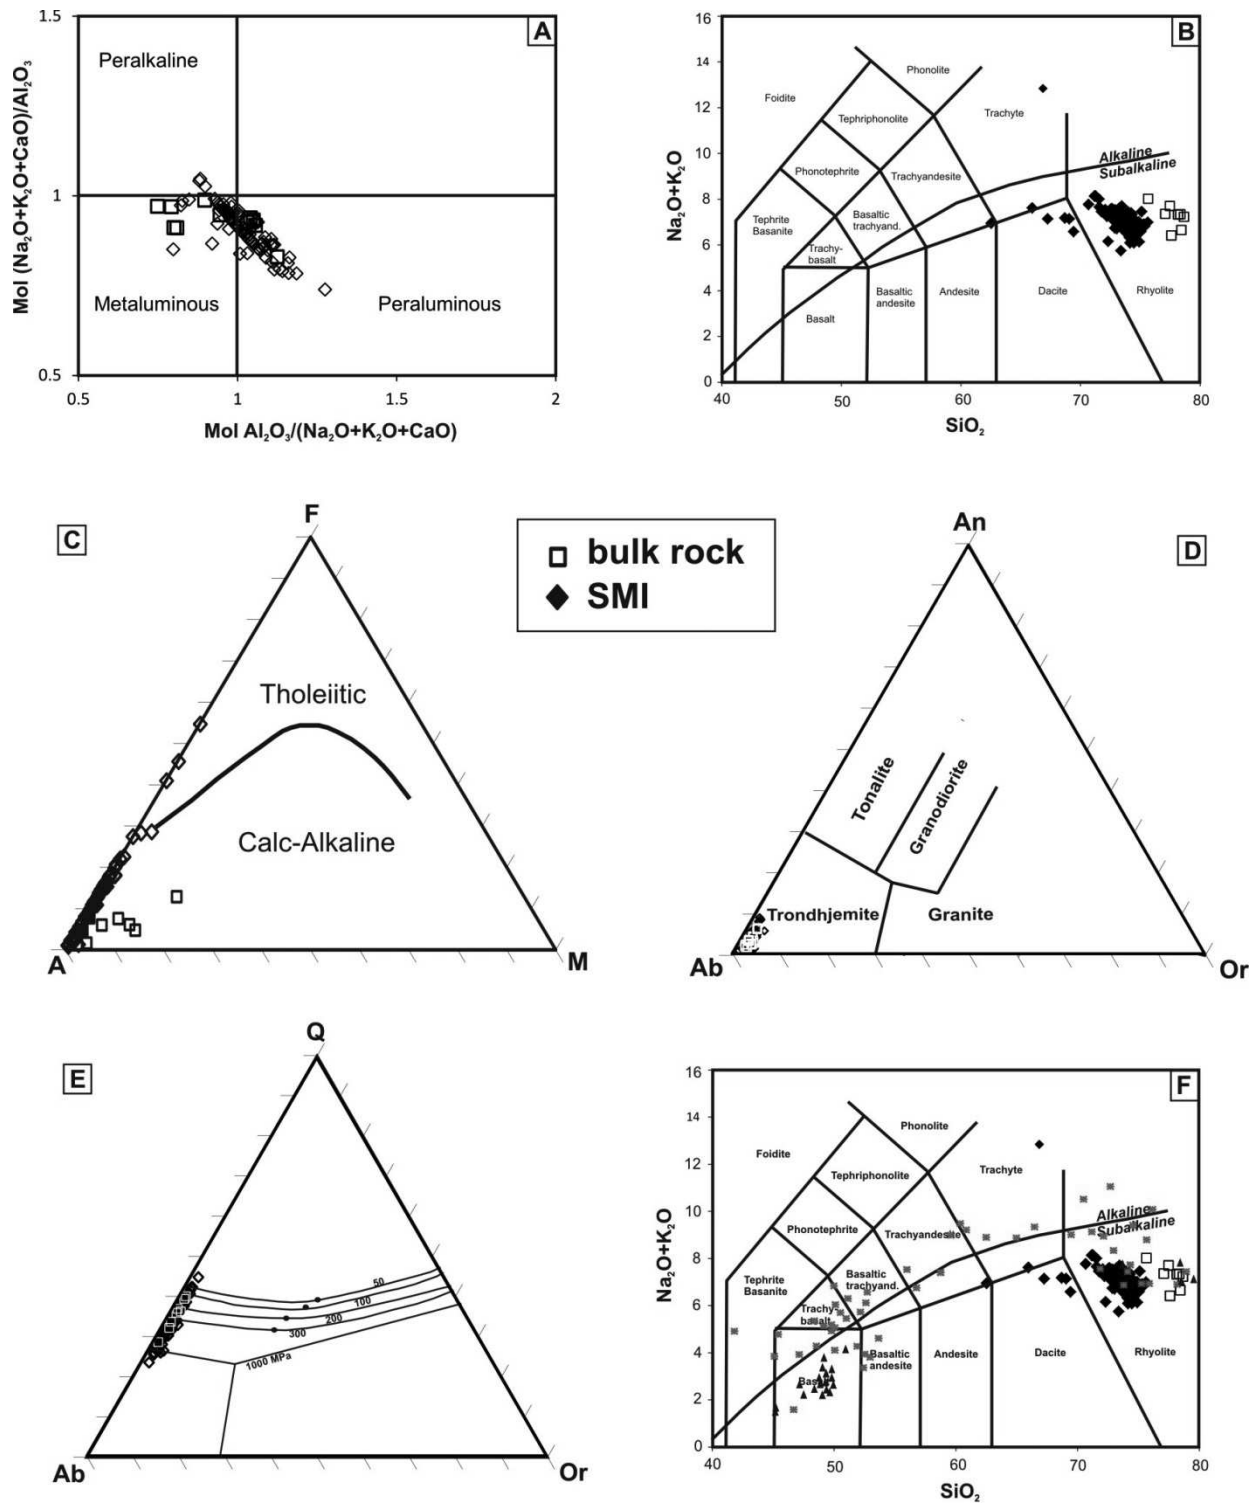 A
1.5
1
0.5
Mol (Na₂O+K₂O+CaO)/Al₂O₃
Peralkaline
Metaluminous
Peraluminous
0.5
1
1.5
2
Mol Al₂O₃/(Na₂O+K₂O+CaO)
B
16
14
12
10
8
6
4
2
0
Na₂O+K₂O
Phonolite
Foidite
Trachyte
Tephriphonolite
Alkaline
Subalkaline
Phonotephrite
Trachyandesite
Tephrite
Basanite
Basaltic
trachyand.
Trachy-
basalt
Basaltic
andesite
Andesite
Dacite
Rhyolite
Basalt
40
50
60
70
80
SiO₂
C
F
Tholeiitic
Calc-Alkaline
A
M
bulk rock
SMI
D
An
Tonalite
Granodiorite
Trondhjemite
Granite
Ab
Or
E
Q
50
100
200
300
1000 MPa
Ab
Or
F
16
14
12
10
8
6
4
2
0
Na₂O+K₂O
Phonolite
Foidite
Trachyte
Tephriphonolite
Alkaline
Subalkaline
Phonotephrite
Trachyandesite
Tephrite
Basanite
Basaltic
trachyand.
Trachy-
basalt
Basaltic
andesite
Andesite
Dacite
Rhyolite
40
50
60
70
80
SiO₂